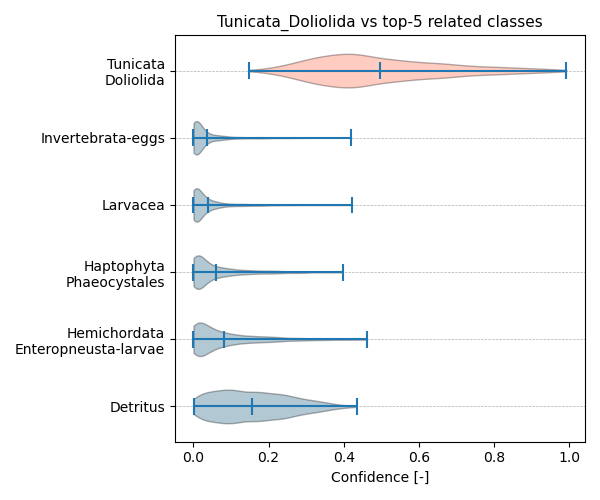 Tunicata_Doliolida vs top-5 related classes
Tunicata
Doliolida
Invertebrata-eggs
Larvacea
Haptophyta
Phaeocystales
Hemichordata
Enteropneusta-larvae
Detritus
0.0 0.2 0.4 0.6 0.8 1.0
Confidence [-]